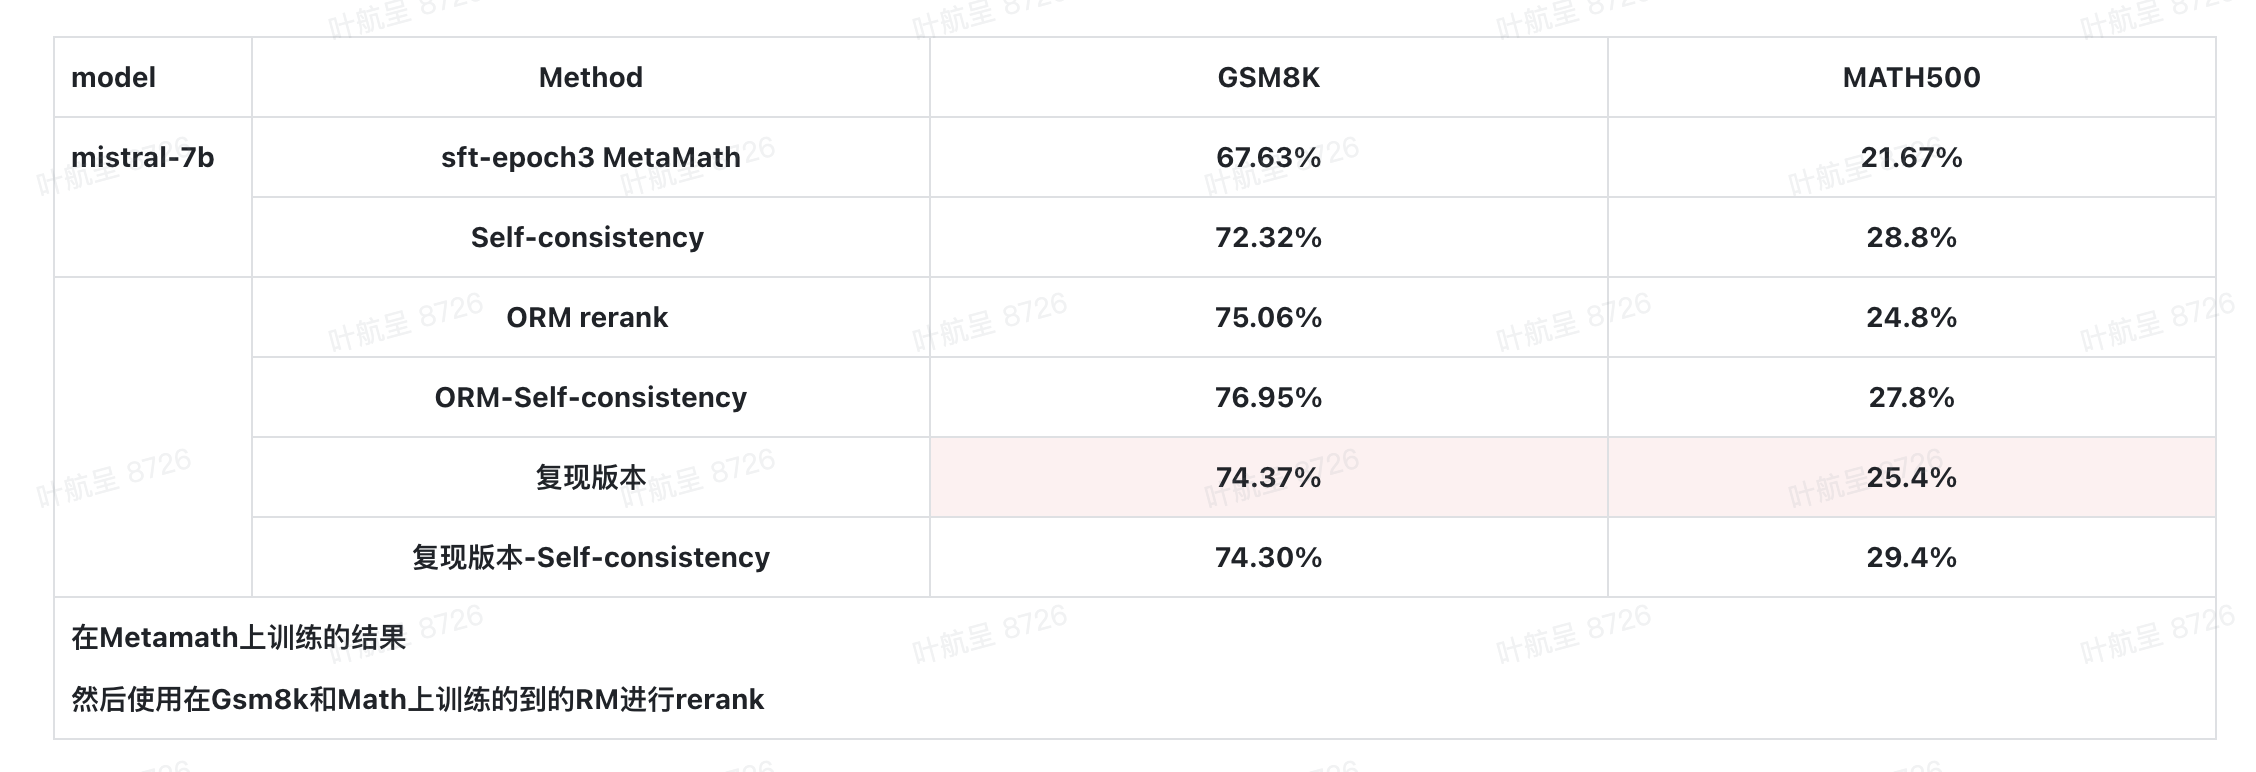 model Method GSM8K MATH500
mistral-7b sft-epoch3 MetaMath 67.63% 21.67%
Self-consistency 72.32% 28.8%
ORM rerank 75.06% 24.8%
ORM-Self-consistency 76.95% 27.8%
复现版本 74.37% 25.4%
复现版本-Self-consistency 74.30% 29.4%
在Metamath上训练的结果
然后使用在Gsm8k和Math上训练的到的RM进行rerank
叶航呈 8726